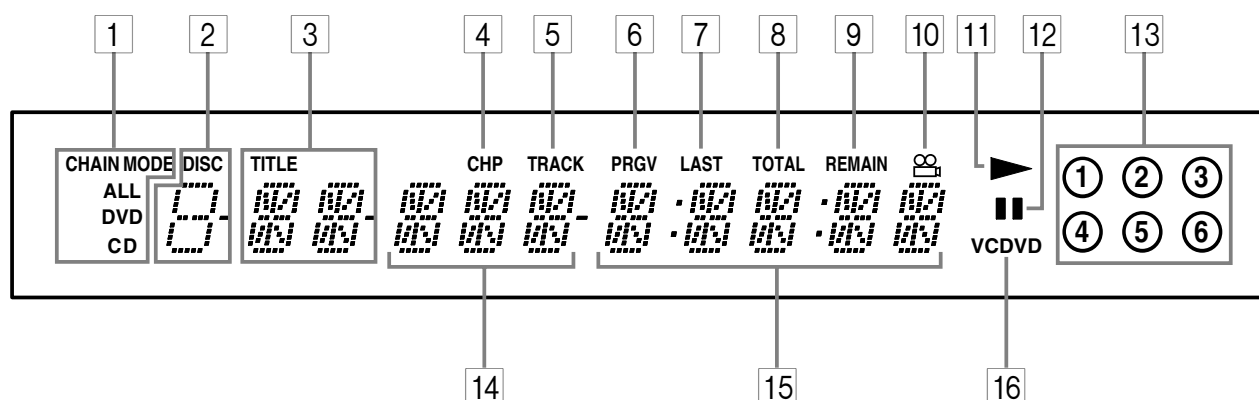 1 2 3 4 5 6 7 8 9 10 11 12 13
CHAIN MODE DISC TITLE CHP TRACK PRGV LAST TOTAL REMAIN
ALL
DVD
CD
1 2 3
4 5 6
VCDVD
14 15 16